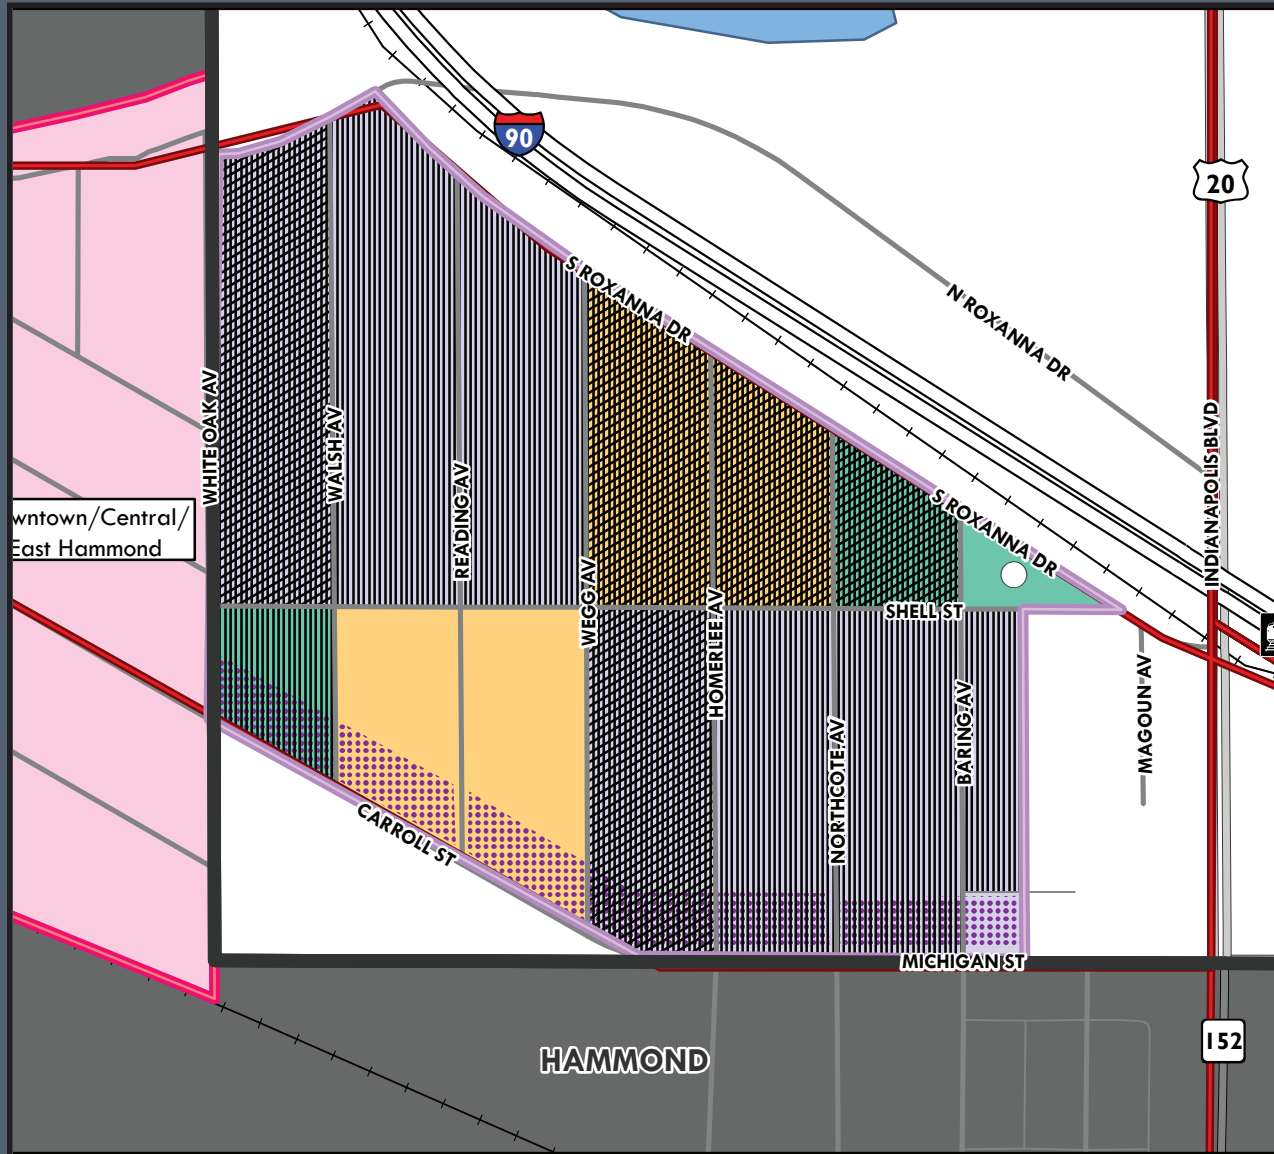 90
20
S ROXANNA DR
N ROXANNA DR
WHITE OAK AV
WALSH AV
READING AV
INDIANAPOLIS BLVD
wntown/Central/
East Hammond
S ROXANNA DR
WEGG AV
HOMERLEE AV
SHELL ST
MAGOUN AV
BARING AV
NORTHCOTE AV
CARROLL ST
MICHIGAN ST
152
HAMMOND